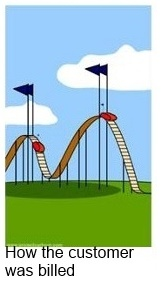 How the customer
was billed